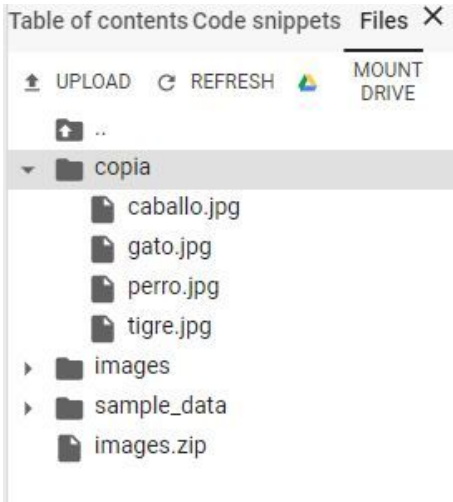 Table of contents Code snippets Files ×
UPLOAD REFRESH MOUNT DRIVE
..
copia
caballo.jpg
gato.jpg
perro.jpg
tigre.jpg
images
sample_data
images.zip